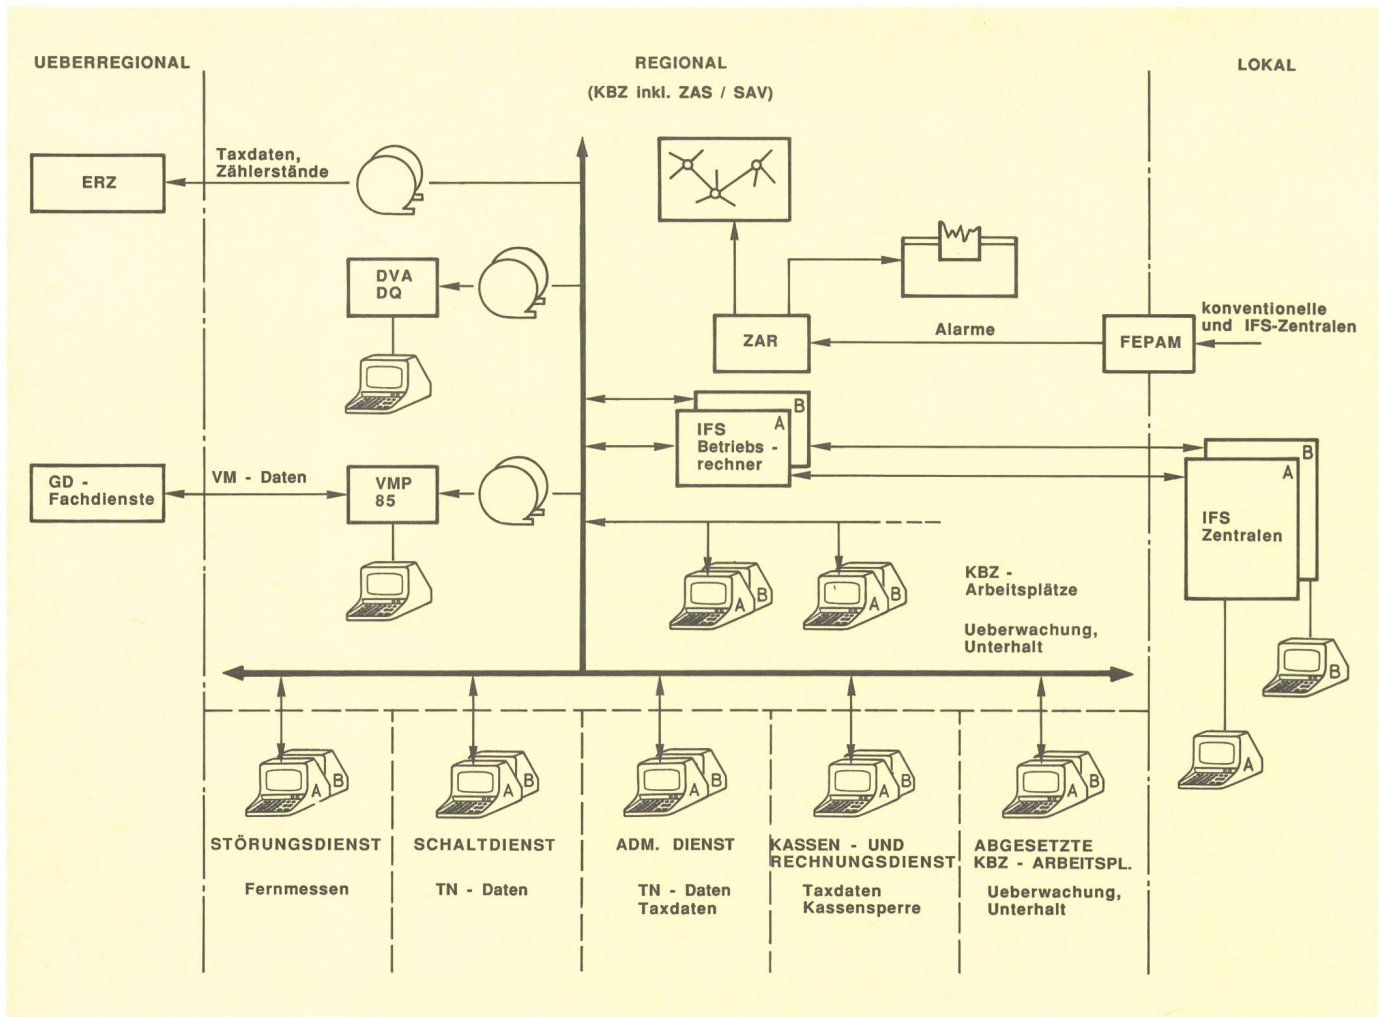 UEBERREGIONAL
REGIONAL
(KBZ inkl. ZAS / SAV)
LOKAL
ERZ
Taxdaten,
Zählerstände
DVA
DQ
ZAR
Alarme
FEPAM
konventionelle
und IFS-Zentralen
B
A
IFS
Betriebs -
rechner
B
A
IFS
Zentralen
GD -
Fachdienste
VM - Daten
VMP
85
A
B
A
B
KBZ -
Arbeitsplätze
Ueberwachung,
Unterhalt
B
A
A
B
A
B
A
B
A
B
A
B
STÖRUNGSDIENST
Fernmessen
SCHALTDIENST
TN - Daten
ADM. DIENST
TN - Daten
Taxdaten
KASSEN - UND
RECHNUNGSDIENST
Taxdaten
Kassensperre
ABGESETZTE
KBZ - ARBEITSPL.
Ueberwachung,
Unterhalt